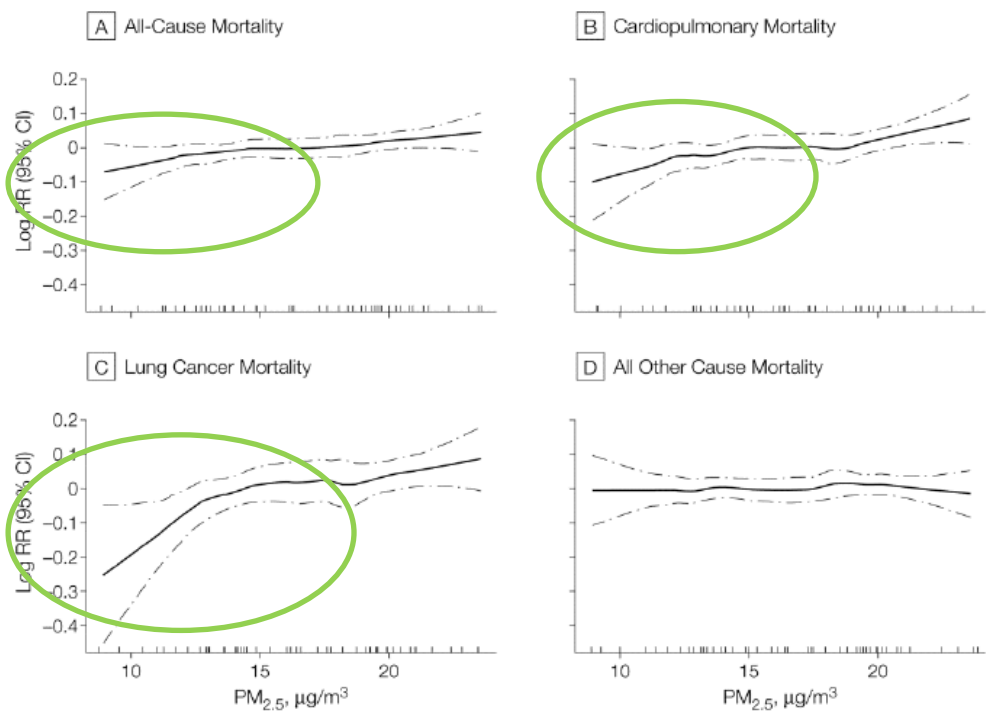 A All-Cause Mortality
B Cardiopulmonary Mortality
Log RR (95% CI)
0.2
0.1
0
−0.1
−0.2
−0.3
−0.4
C Lung Cancer Mortality
D All Other Cause Mortality
Log RR (95% CI)
0.2
0.1
0
−0.1
−0.2
−0.3
−0.4
10 15 20
10 15 20
PM2.5, μg/m3
PM2.5, μg/m3